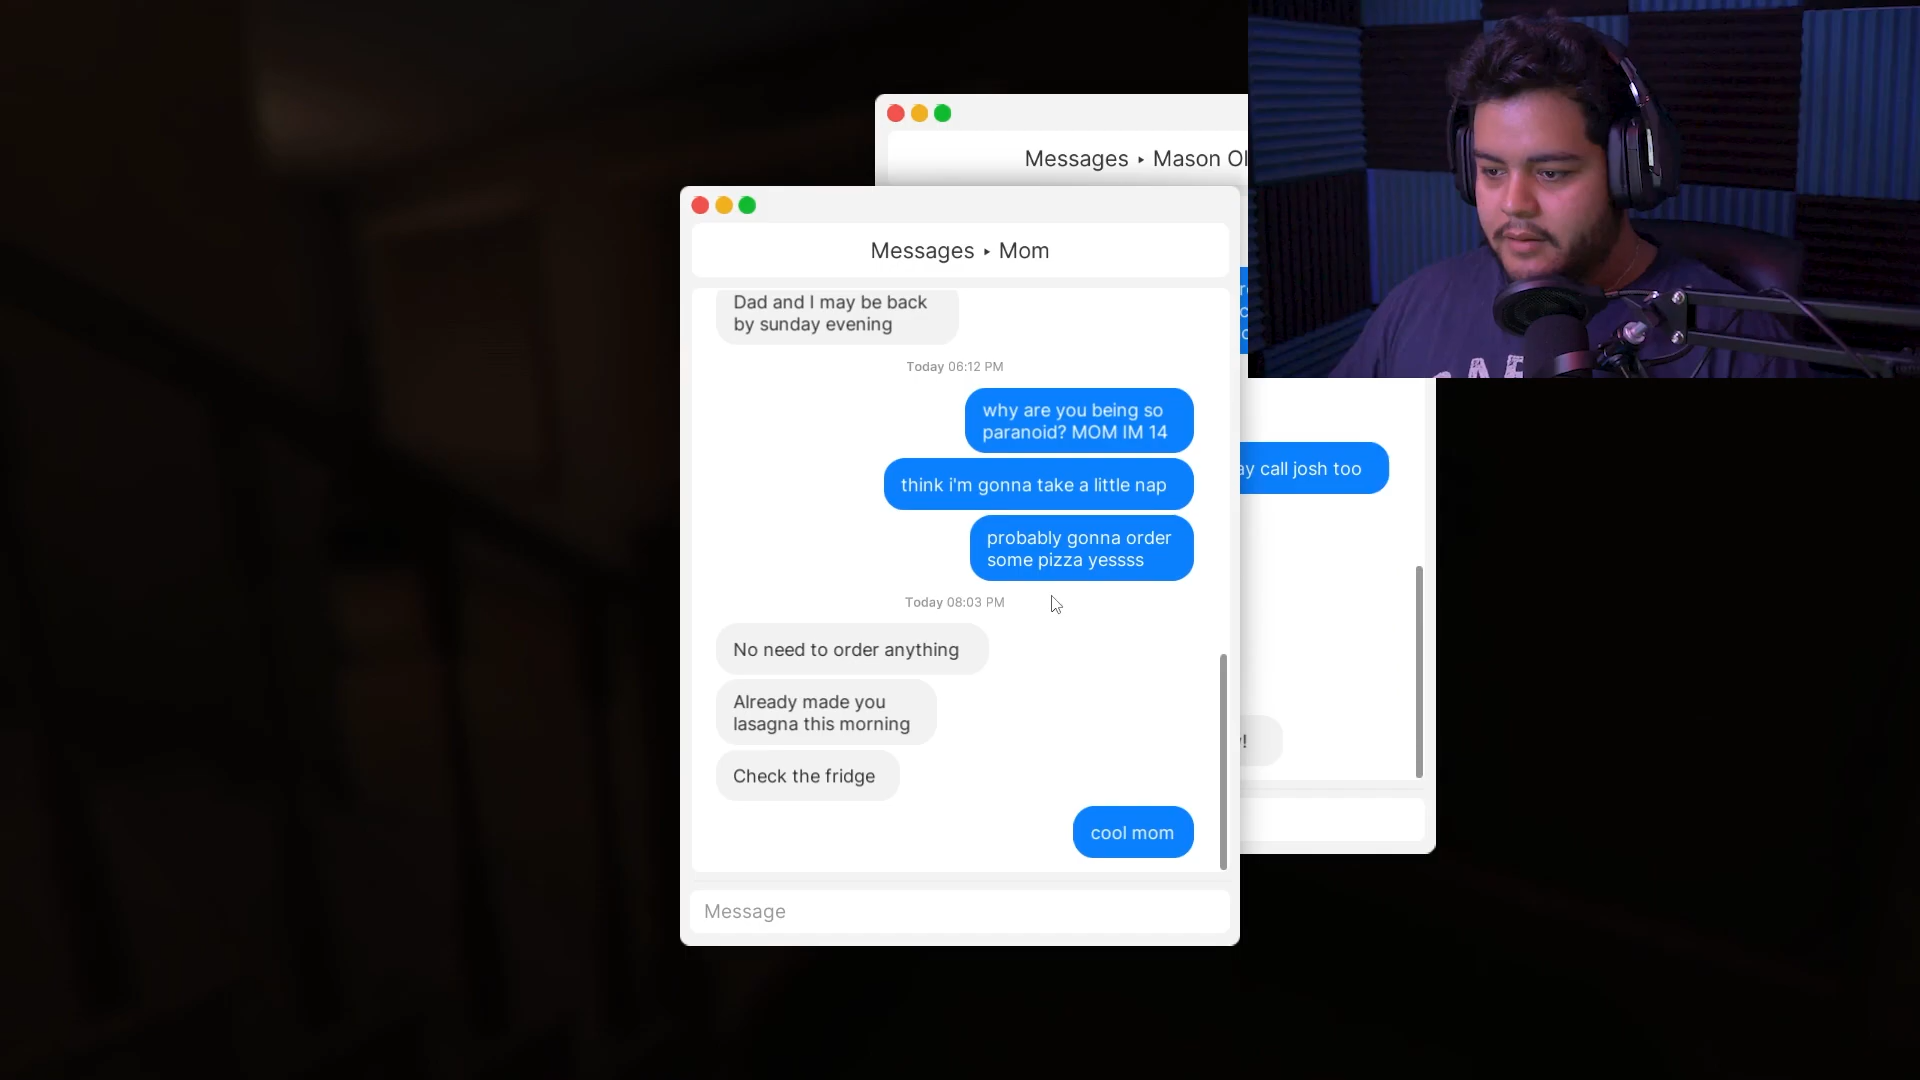 Messages ▸ Mason
Messages ▸ Mom
Dad and I may be back
by sunday evening
Today 06:12 PM
why are you being so
paranoid? MOM IM 14
think i'm gonna take a little nap
call josh too
probably gonna order
some pizza yessss
Today 08:03 PM
No need to order anything
Already made you
lasagna this morning
Check the fridge
cool mom
Message